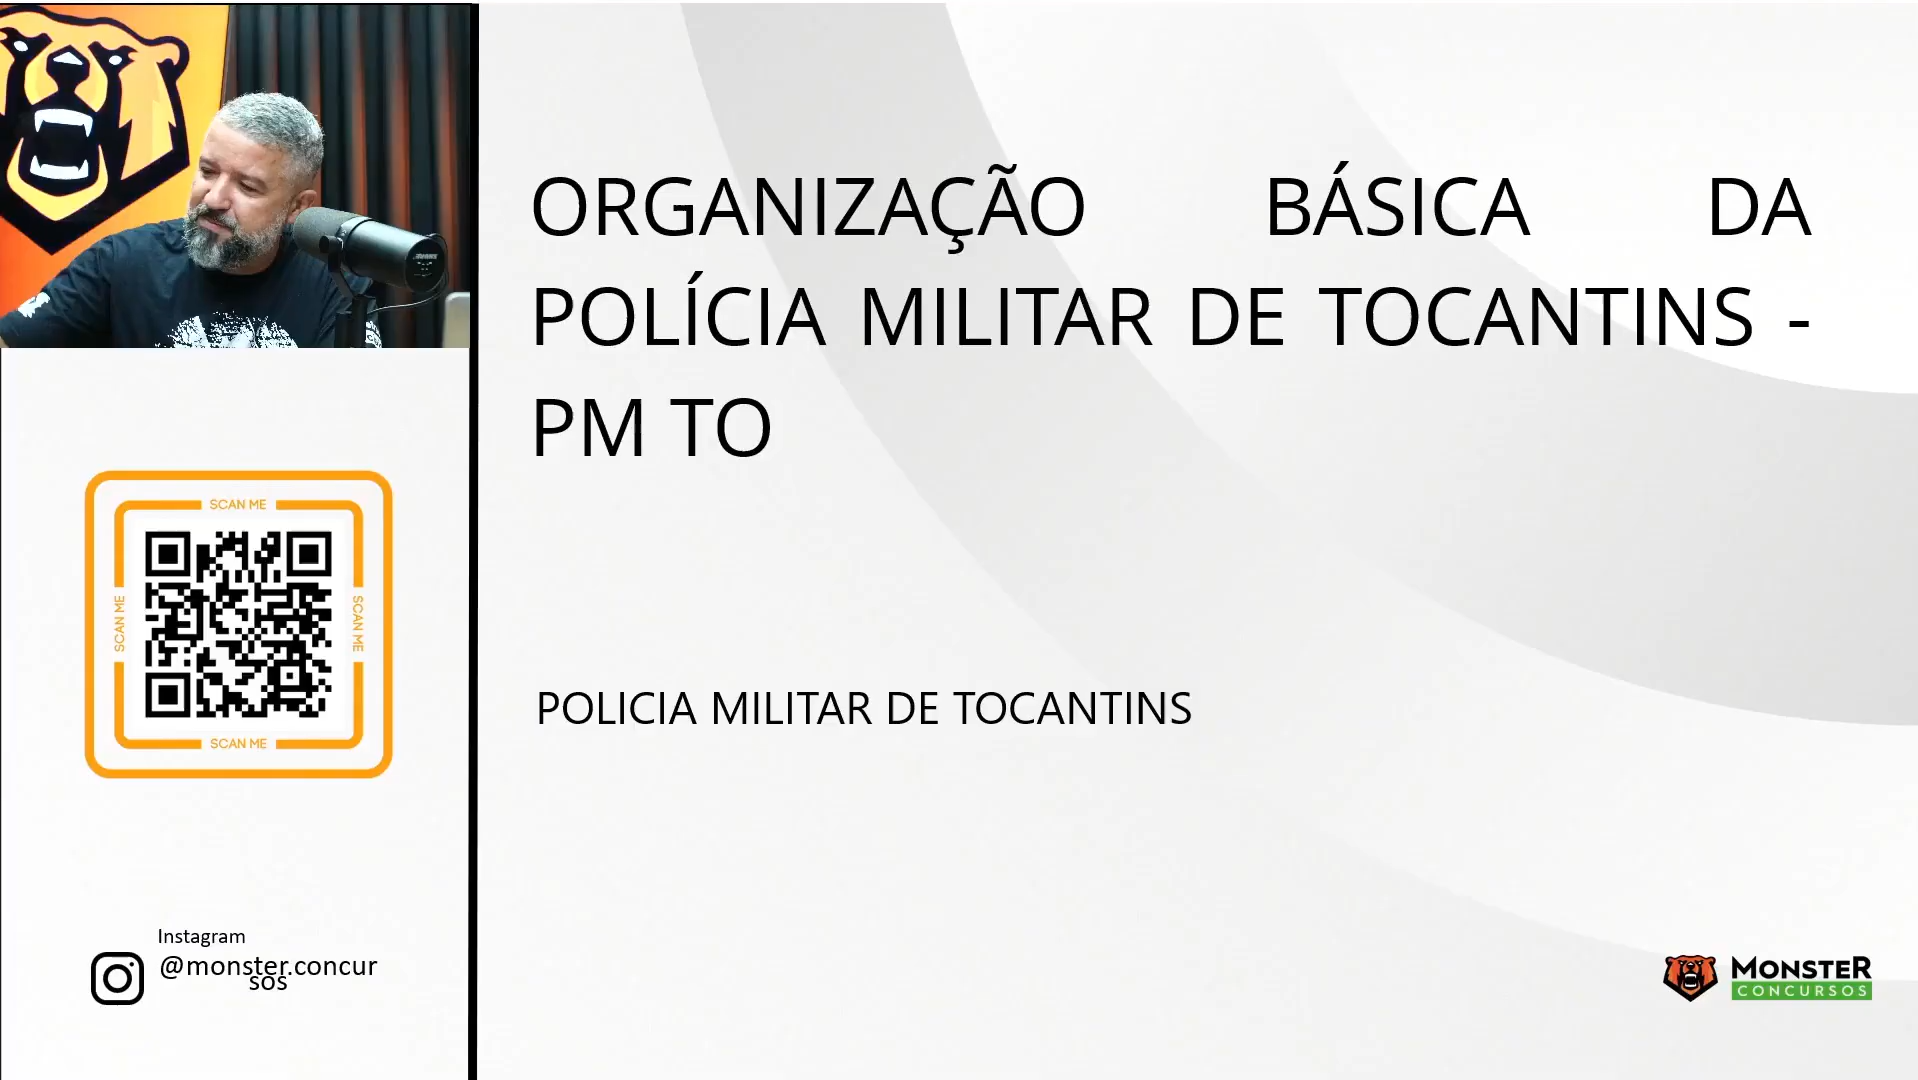 ORGANIZAÇÃO BÁSICA DA
POLÍCIA MILITAR DE TOCANTINS -
PM TO
POLICIA MILITAR DE TOCANTINS
SCAN ME
SCAN ME
SCAN ME
SCAN ME
Instagram
@monster.concur
sos
MONSTER
CONCURSOS